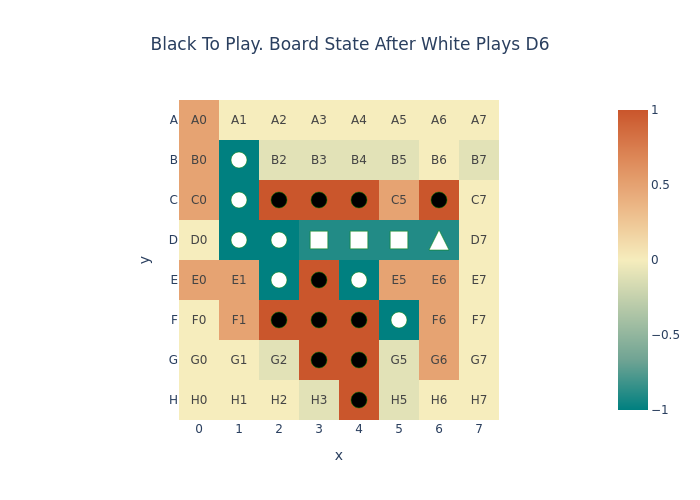 Black To Play. Board State After White Plays D6
A A0 A1 A2 A3 A4 A5 A6 A7
B B0 B2 B3 B4 B5 B6 B7
C C0 C5 C7
D D0 D7
E E0 E1 E5 E6 E7
F F0 F1 F6 F7
G G0 G1 G2 G5 G6 G7
H H0 H1 H2 H3 H5 H6 H7
0 1 2 3 4 5 6 7
x
y
1
0.5
0
−0.5
−1